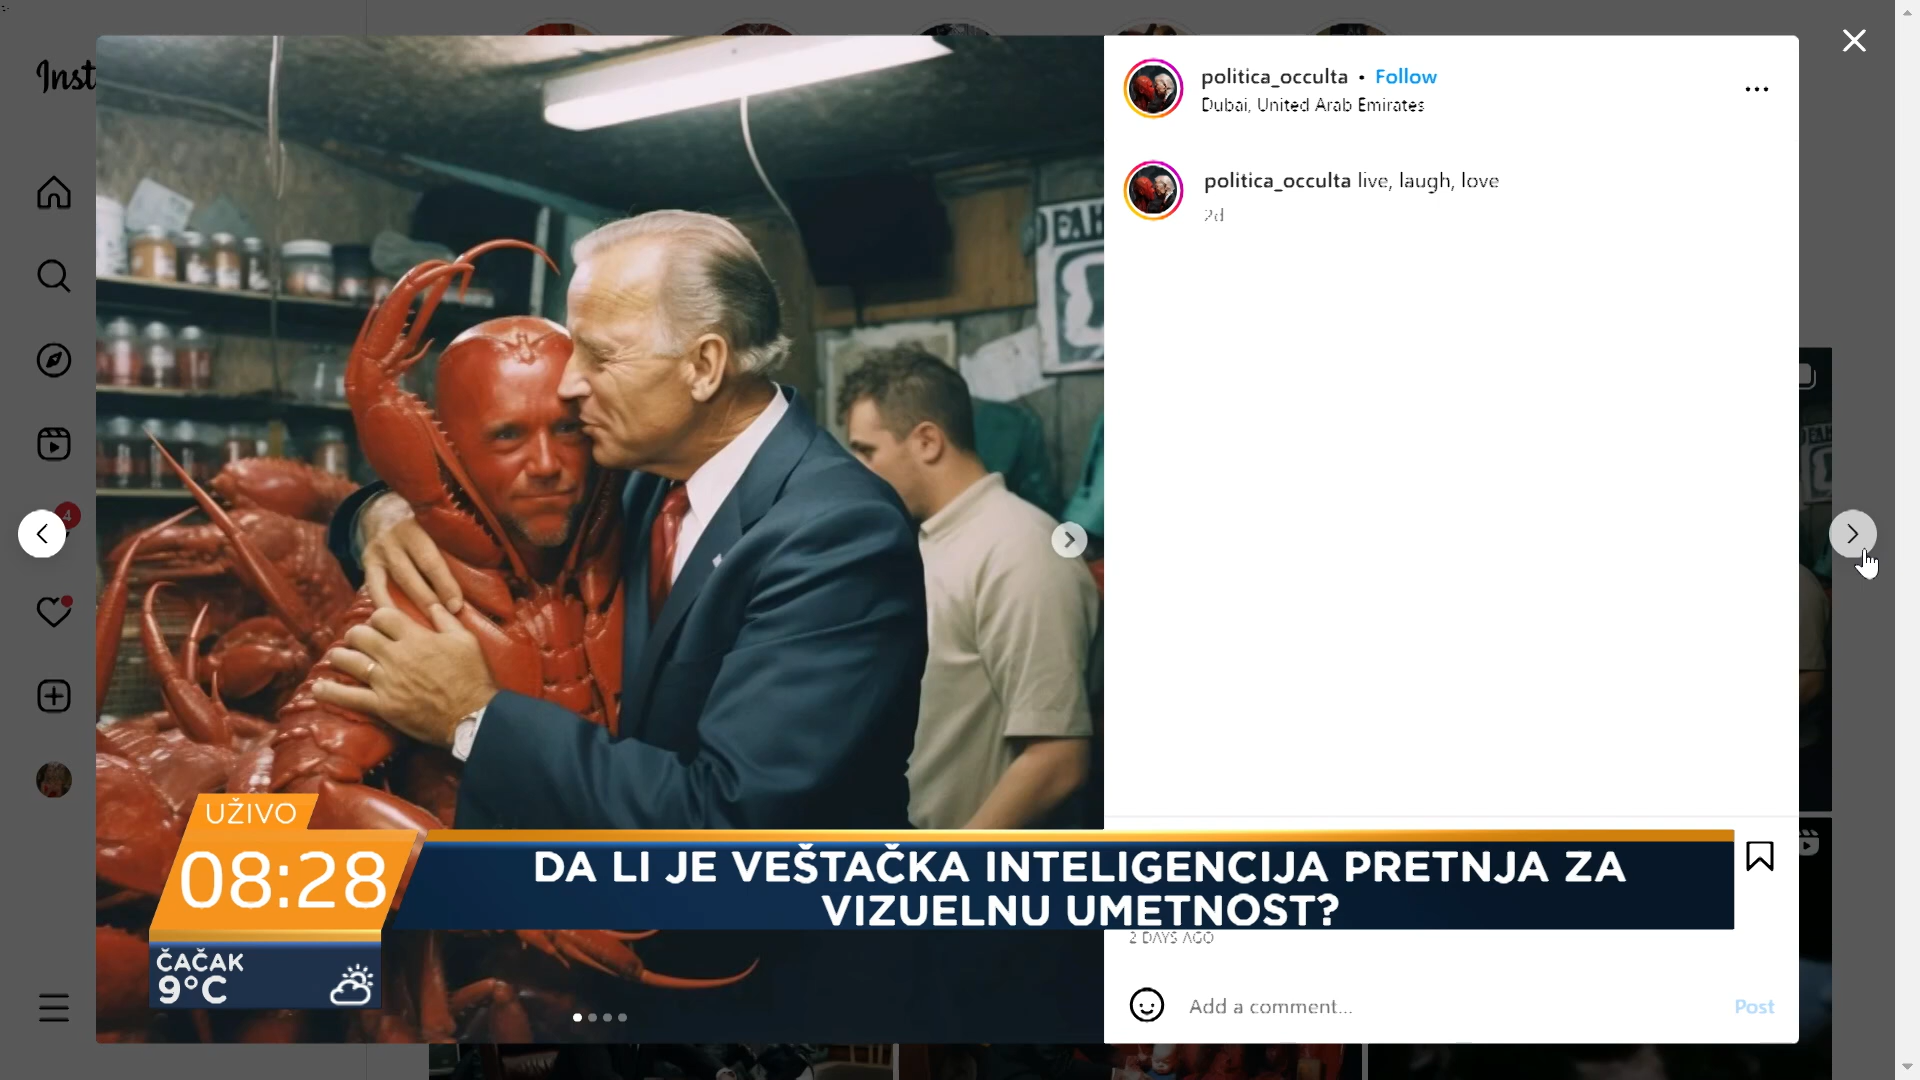 Inst
politica_occulta • Follow
Dubai, United Arab Emirates
politica_occulta live, laugh, love
2d
4
UŽIVO
08:28
DA LI JE VEŠTAČKA INTELIGENCIJA PRETNJA ZA
VIZUELNU UMETNOST?
2 DAYS AGO
ČAČAK
9°C
Add a comment...
Post